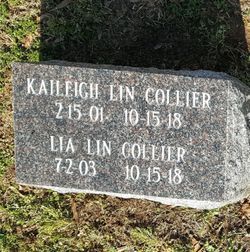 KAILEIGH LIN COLLIER
2-15-01 10-15-18
LIA LIN COLLIER
7-2-03 10-15-18